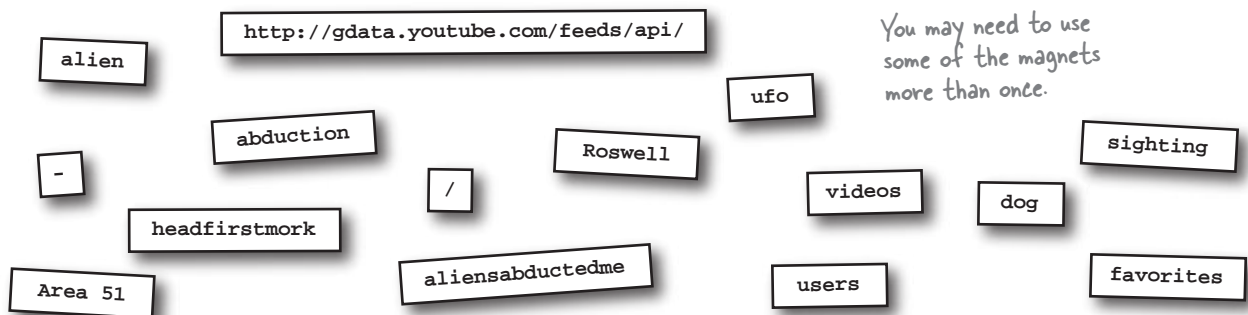 http://gdata.youtube.com/feeds/api/
You may need to use
some of the magnets
more than once.
alien
ufo
abduction
Roswell
sighting
-
/
videos
dog
headfirstmork
aliensabductedme
Area 51
users
favorites